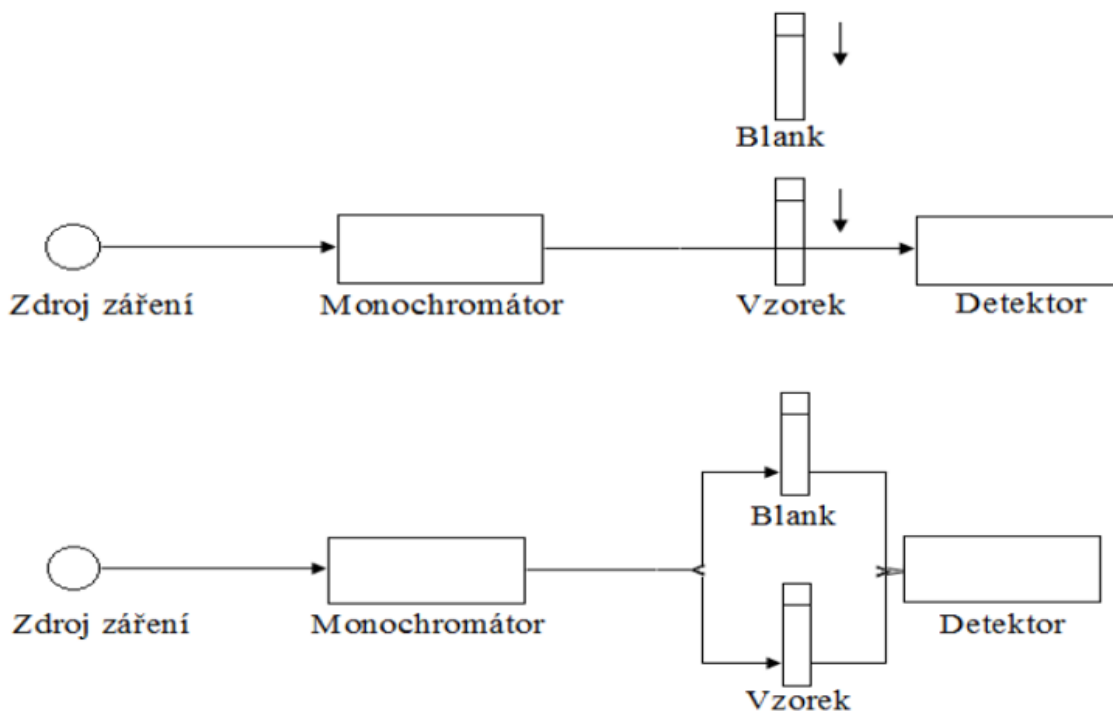 Blank
Zdroj záření Monochromátor Vzorek Detektor
Blank
Zdroj záření Monochromátor Detektor
Vzorek